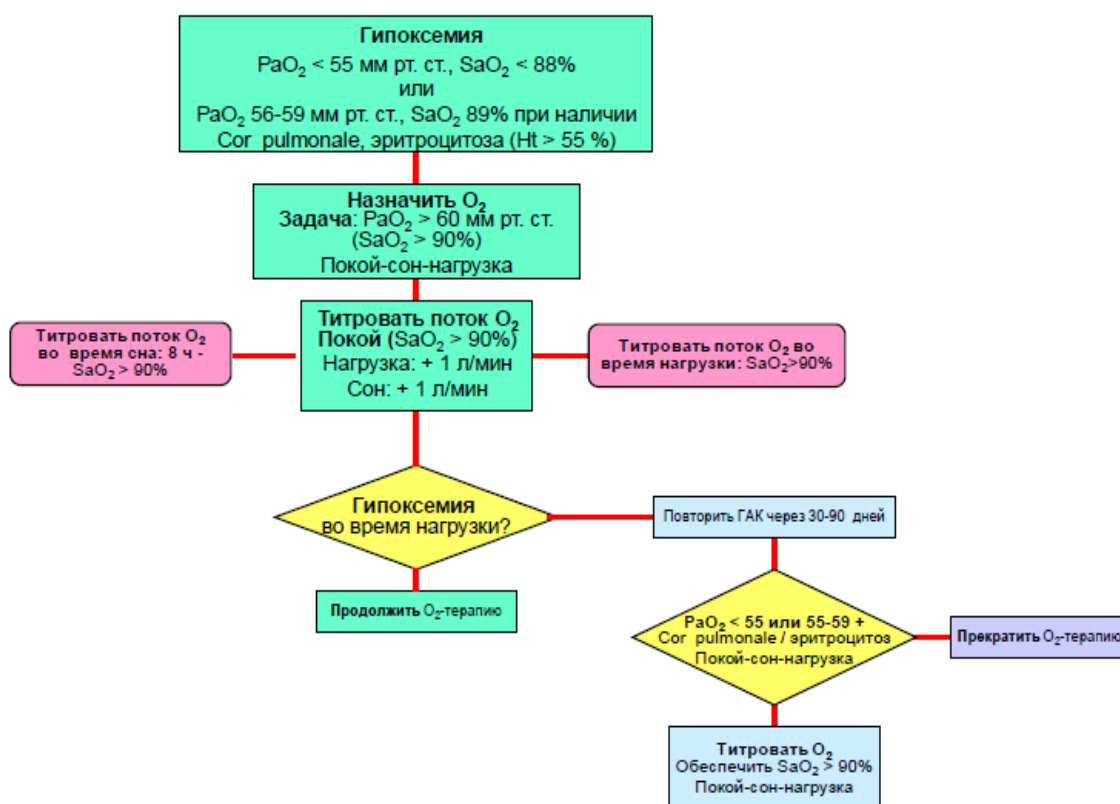 Гипоксемия
PaO₂ < 55 мм рт. ст., SaO₂ < 88%
или
PaO₂ 56-59 мм рт. ст., SaO₂ 89% при наличии
Cor pulmonale, эритроцитоза (Ht > 55 %)
Назначить O₂
Задача: PaO₂ > 60 мм рт. ст.
(SaO₂ > 90%)
Покой-сон-нагрузка
Титровать поток O₂
во время сна: 8 ч -
SaO₂ > 90%
Титровать поток O₂
Покой (SaO₂ > 90%)
Нагрузка: + 1 л/мин
Сон: + 1 л/мин
Титровать поток O₂ во
время нагрузки: SaO₂>90%
Гипоксемия
во время нагрузки?
Повторить ГАК через 30-90 дней
Продолжить O₂-терапию
PaO₂ < 55 или 55-59 +
Cor pulmonale / эритроцитоз
Покой-сон-нагрузка
Прекратить O₂-терапию
Титровать O₂
Обеспечить SaO₂ > 90%
Покой-сон-нагрузка